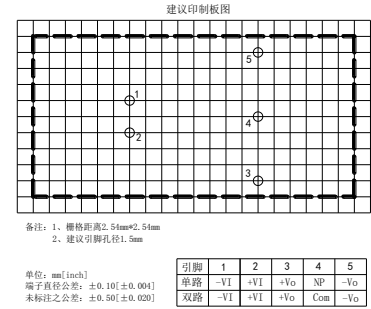 建议印制板图
5
1
4
2
3
备注: 1、栅格距离2.54mm*2.54mm
2、建议引脚孔径1.5mm
单位: mm[inch]
端子直径公差: ±0.10[±0.004]
未标注之公差: ±0.50[±0.020]
引脚 1 2 3 4 5
单路 -VI +VI +Vo NP -Vo
双路 -VI +VI +Vo Com -Vo